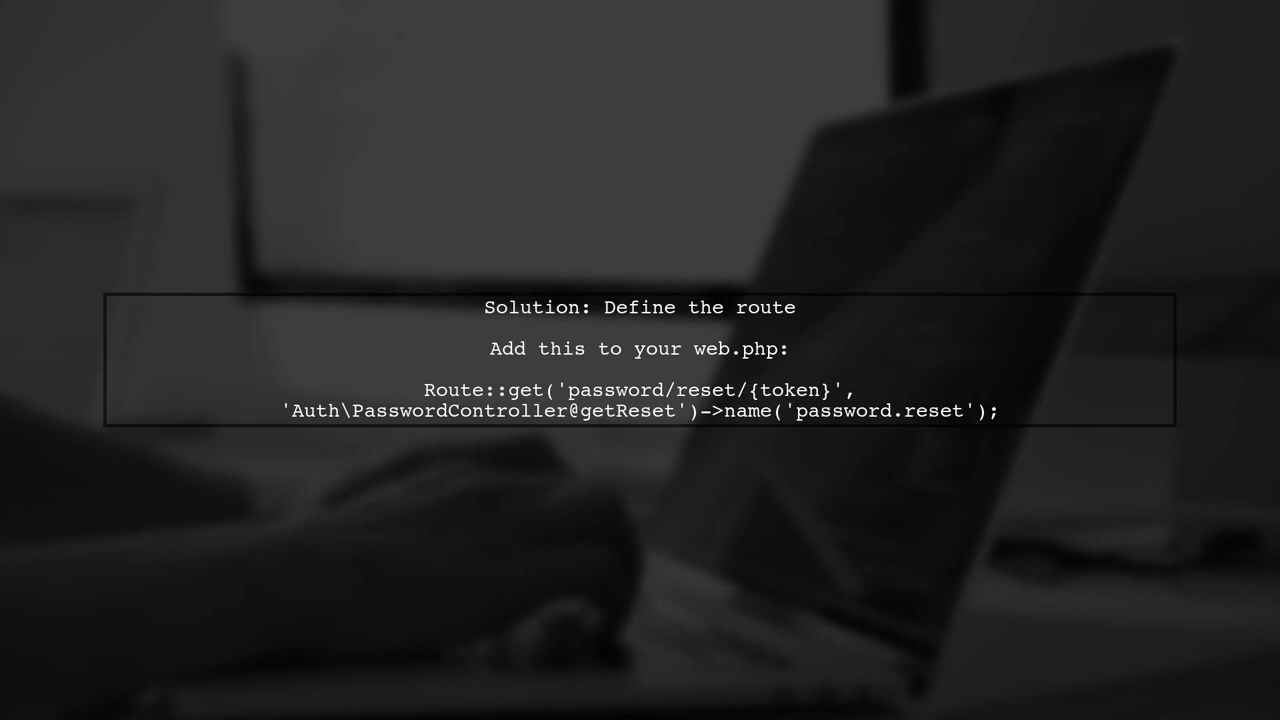 Solution: Define the route
Add this to your web.php:
Route::get('password/reset/{token}',
'Auth\PasswordController@getReset')->name('password.reset');